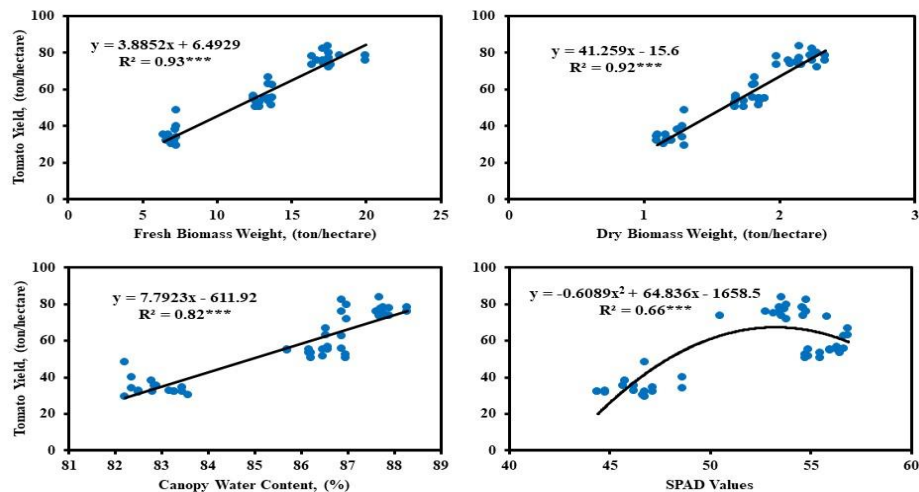 100
80
60
40
20
0
y = 3.8852x + 6.4929
R² = 0.93***
0 5 10 15 20 25
Fresh Biomass Weight, (ton/hectare)
Tomato Yield, (ton/hectare)
100
80
60
40
20
0
y = 41.259x - 15.6
R² = 0.92***
0 1 2 3
Dry Biomass Weight, (ton/hectare)
100
80
60
40
20
0
y = 7.7923x - 611.92
R² = 0.82***
81 82 83 84 85 86 87 88 89
Canopy Water Content, (%)
Tomato Yield, (ton/hectare)
100
80
60
40
20
0
y = -0.6089x² + 64.836x - 1658.5
R² = 0.66***
40 45 50 55 60
SPAD Values